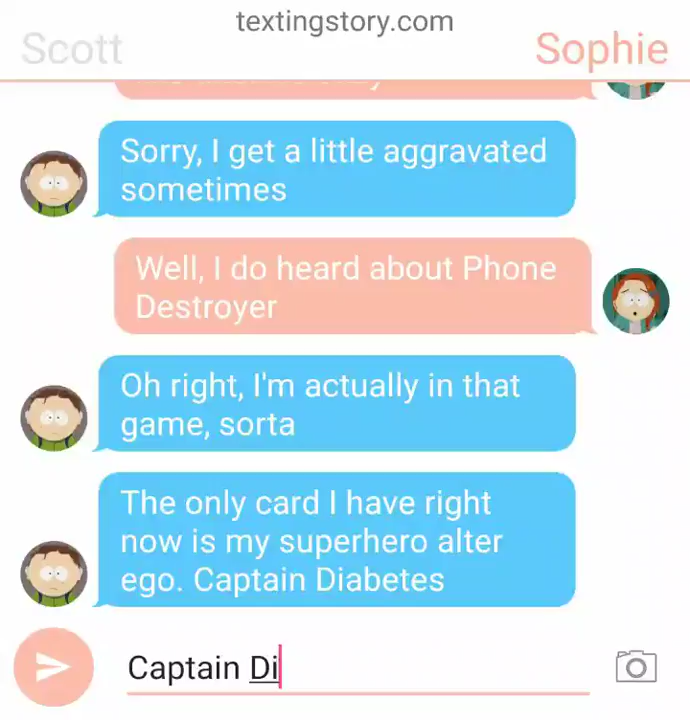 textingstory.com
Scott
Sophie
Sorry, I get a little aggravated
sometimes
Well, I do heard about Phone
Destroyer
Oh right, I'm actually in that
game, sorta
The only card I have right
now is my superhero alter
ego. Captain Diabetes
Captain Di